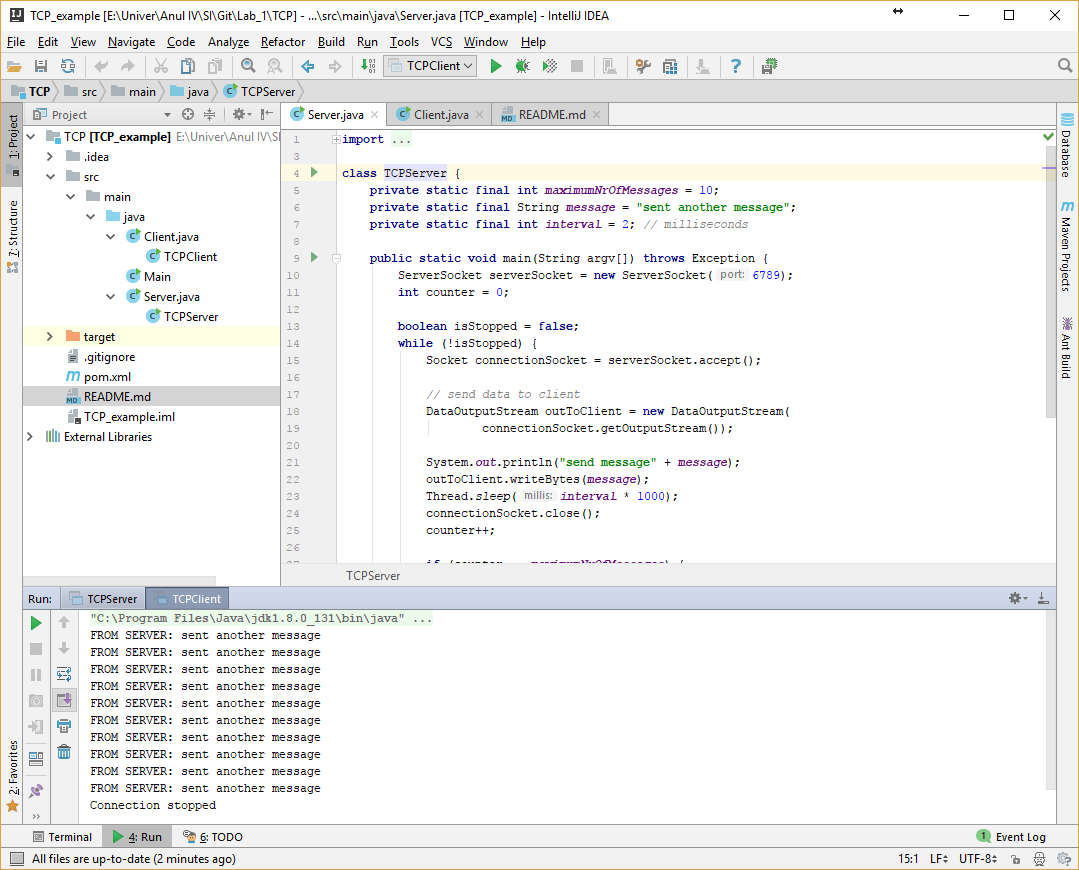 TCP_example [E:\Univer\Anul IV\SI\Git\Lab_1\TCP] - ...\src\main\java\Server.java [TCP_example] - IntelliJ IDEA
File Edit View Navigate Code Analyze Refactor Build Run Tools VCS Window Help
TCPClient
TCP src main java TCPServer
1: Project
7: Structure
2: Favorites
Project
TCP [TCP_example] E:\Univer\Anul IV\SI
.idea
src
main
java
Client.java
TCPClient
Main
Server.java
TCPServer
target
.gitignore
pom.xml
README.md
TCP_example.iml
External Libraries
Server.java Client.java README.md
1 import ...
3
4 class TCPServer {
5 private static final int maximumNrOfMessages = 10;
6 private static final String message = "sent another message";
7 private static final int interval = 2; // milliseconds
8
9 public static void main(String argv[]) throws Exception {
10 ServerSocket serverSocket = new ServerSocket( port: 6789);
11 int counter = 0;
12
13 boolean isStopped = false;
14 while (!isStopped) {
15 Socket connectionSocket = serverSocket.accept();
16
17 // send data to client
18 DataOutputStream outToClient = new DataOutputStream(
19 connectionSocket.getOutputStream());
20
21 System.out.println("send message" + message);
22 outToClient.writeBytes(message);
23 Thread.sleep( millis: interval * 1000);
24 connectionSocket.close();
25 counter++;
26
TCPServer
Database
Maven Projects
Ant Build
Run: TCPServer TCPClient
"C:\Program Files\Java\jdk1.8.0_131\bin\java" ...
FROM SERVER: sent another message
FROM SERVER: sent another message
FROM SERVER: sent another message
FROM SERVER: sent another message
FROM SERVER: sent another message
FROM SERVER: sent another message
FROM SERVER: sent another message
FROM SERVER: sent another message
FROM SERVER: sent another message
FROM SERVER: sent another message
Connection stopped
Terminal 4: Run 6: TODO 1 Event Log
All files are up-to-date (2 minutes ago) 15:1 LF UTF-8